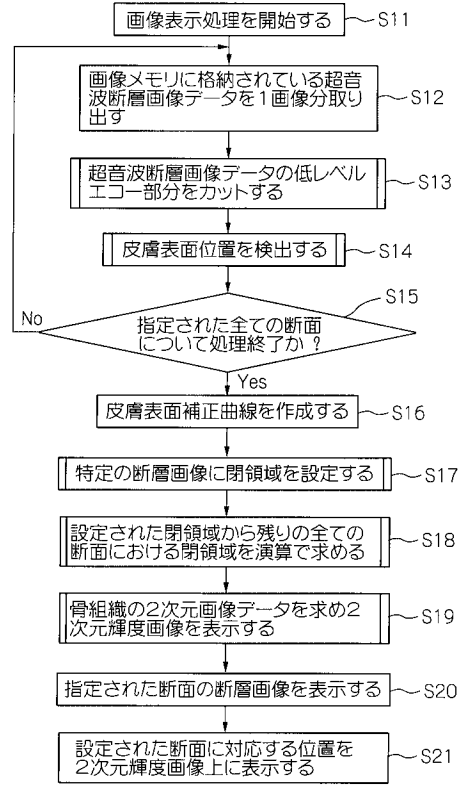 画像表示処理を開始する
S11
画像メモリに格納されている超音
波断層画像データを1画像分取り
出す
S12
超音波断層画像データの低レベル
エコー部分をカットする
S13
皮膚表面位置を検出する
S14
S15
No
指定された全ての断面
について処理終了か?
Yes
皮膚表面補正曲線を作成する
S16
特定の断層画像に閉領域を設定する
S17
設定された閉領域から残りの全ての
断面における閉領域を演算で求める
S18
骨組織の2次元画像データを求め2
次元輝度画像を表示する
S19
指定された断面の断層画像を表示する
S20
設定された断面に対応する位置を
2次元輝度画像上に表示する
S21